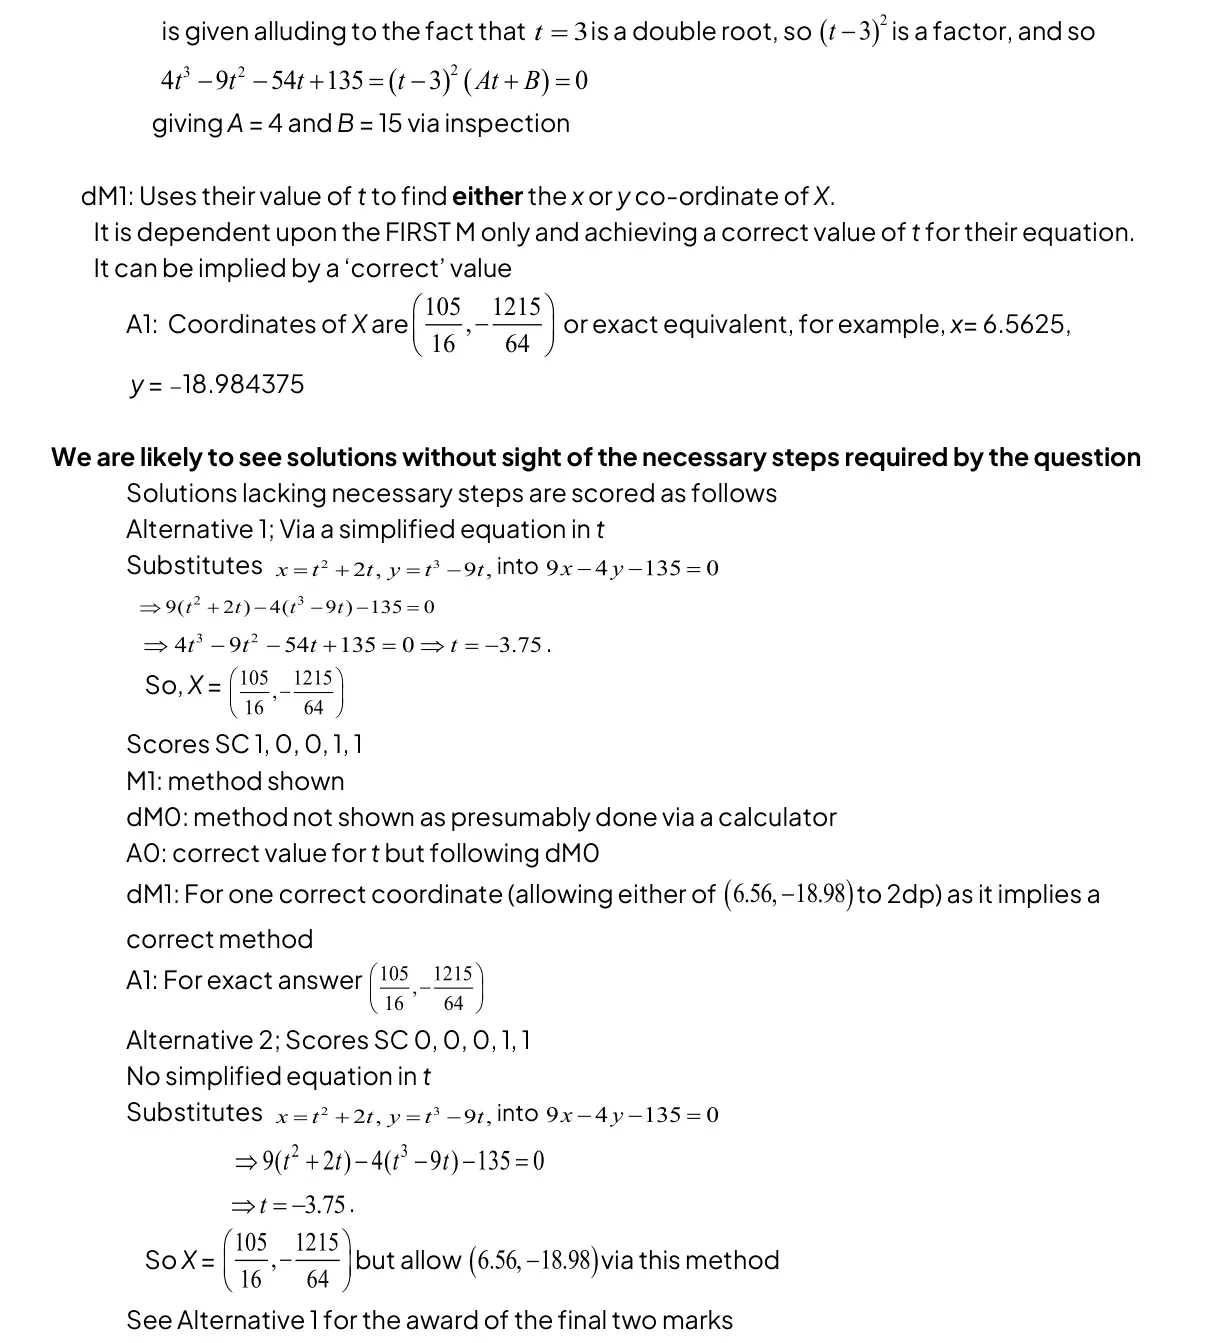 is given alluding to the fact that t = 3 is a double root, so (t − 3)² is a factor, and so
4t³ − 9t² − 54t + 135 = (t − 3)² (At + B) = 0
giving A = 4 and B = 15 via inspection
dM1: Uses their value of t to find either the x or y co-ordinate of X.
It is dependent upon the FIRST M only and achieving a correct value of t for their equation.
It can be implied by a ‘correct’ value
A1: Coordinates of X are (105/16, −1215/64) or exact equivalent, for example, x= 6.5625,
y = −18.984375
We are likely to see solutions without sight of the necessary steps required by the question
Solutions lacking necessary steps are scored as follows
Alternative 1; Via a simplified equation in t
Substitutes x = t² + 2t, y = t³ − 9t, into 9x − 4y − 135 = 0
⇒ 9(t² + 2t) − 4(t³ − 9t) − 135 = 0
⇒ 4t³ − 9t² − 54t + 135 = 0 ⇒ t = −3.75.
So, X = (105/16, −1215/64)
Scores SC 1, 0, 0, 1, 1
M1: method shown
dM0: method not shown as presumably done via a calculator
A0: correct value for t but following dM0
dM1: For one correct coordinate (allowing either of (6.56, −18.98) to 2dp) as it implies a
correct method
A1: For exact answer (105/16, −1215/64)
Alternative 2; Scores SC 0, 0, 0, 1, 1
No simplified equation in t
Substitutes x = t² + 2t, y = t³ − 9t, into 9x − 4y − 135 = 0
⇒ 9(t² + 2t) − 4(t³ − 9t) − 135 = 0
⇒ t = −3.75.
So X = (105/16, −1215/64) but allow (6.56, −18.98) via this method
See Alternative 1 for the award of the final two marks